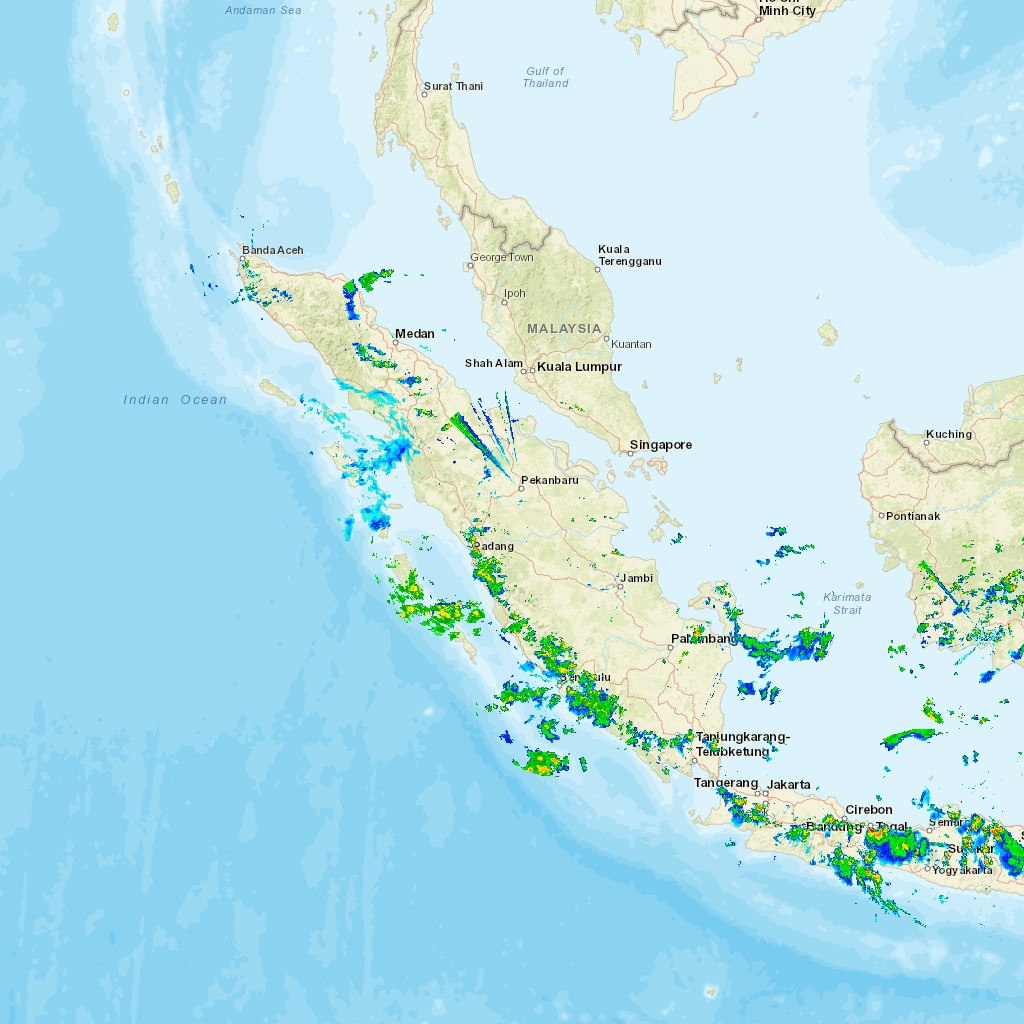 Andaman Sea
Minh City
Gulf of
Thailand
Surat Thani
Banda Aceh
George Town
Kuala
Terengganu
Ipoh
MALAYSIA
Medan
Kuantan
Shah Alam
Kuala Lumpur
Indian Ocean
Singapore
Kuching
Pekanbaru
Pontianak
Padang
Jambi
Karimata
Strait
Palembang
Tanjungkarang-
Telukbetung
Tangerang
Jakarta
Cirebon
Bandung
Tegal
Yogyakarta